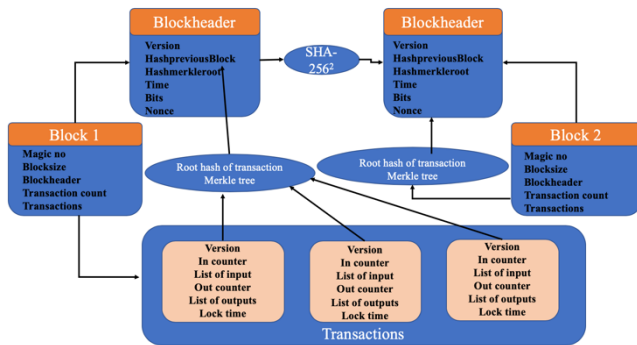 Blockheader
Version
HashpreviousBlock
Hashmerkleroot
Time
Bits
Nonce
SHA-
256²
Blockheader
Version
HashpreviousBlock
Hashmerkleroot
Time
Bits
Nonce
Block 1
Magic no
Blocksize
Blockheader
Transaction count
Transactions
Root hash of transaction
Merkle tree
Root hash of transaction
Merkle tree
Block 2
Magic no
Blocksize
Blockheader
Transaction count
Transactions
Version
In counter
List of input
Out counter
List of outputs
Lock time
Version
In counter
List of input
Out counter
List of outputs
Lock time
Version
In counter
List of input
Out counter
List of outputs
Lock time
Transactions